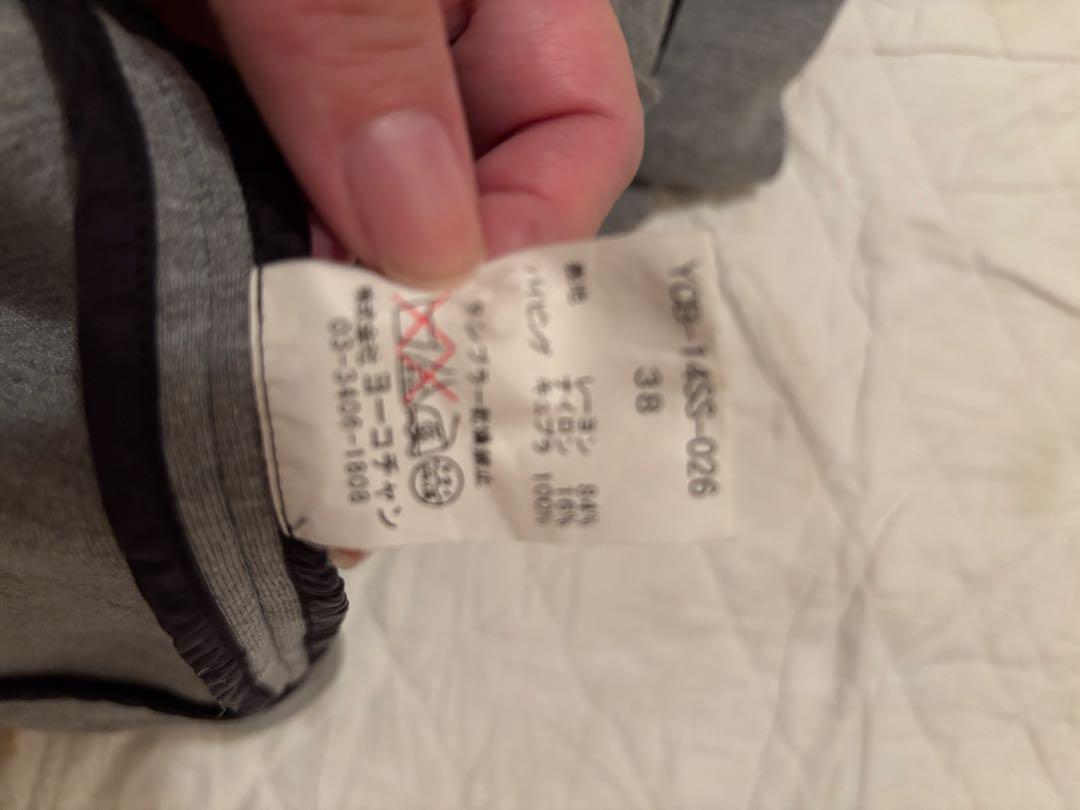 YCB-14SS-026
38
表地 レーヨン 84%
ナイロン 16%
パイピング キュプラ 100%
タンブラー乾燥禁止
株式会社 ヨーコチャン
03-3406-1808